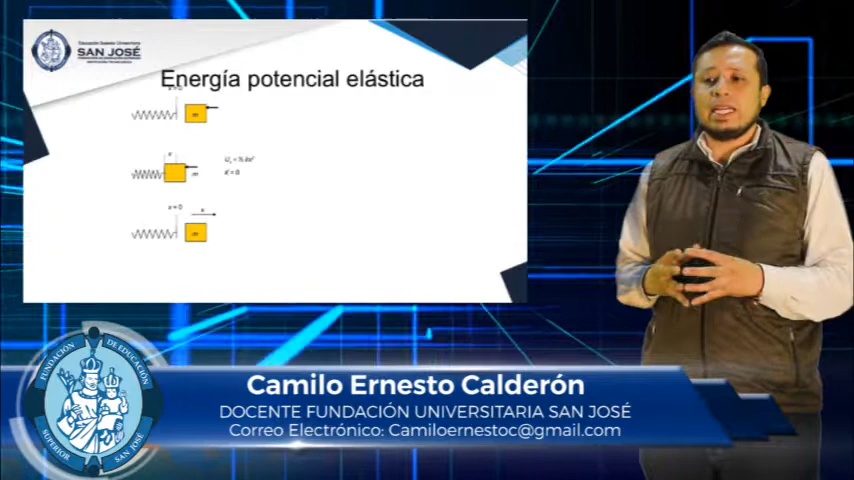 SAN JOSÉ
Energía potencial elástica
x = 0
m
x
m
x = 0
x
m
Camilo Ernesto Calderón
DOCENTE FUNDACIÓN UNIVERSITARIA SAN JOSÉ
Correo Electrónico: Camiloernestoc@gmail.com
FUNDACIÓN DE EDUCACIÓN
SUPERIOR SAN JOSÉ